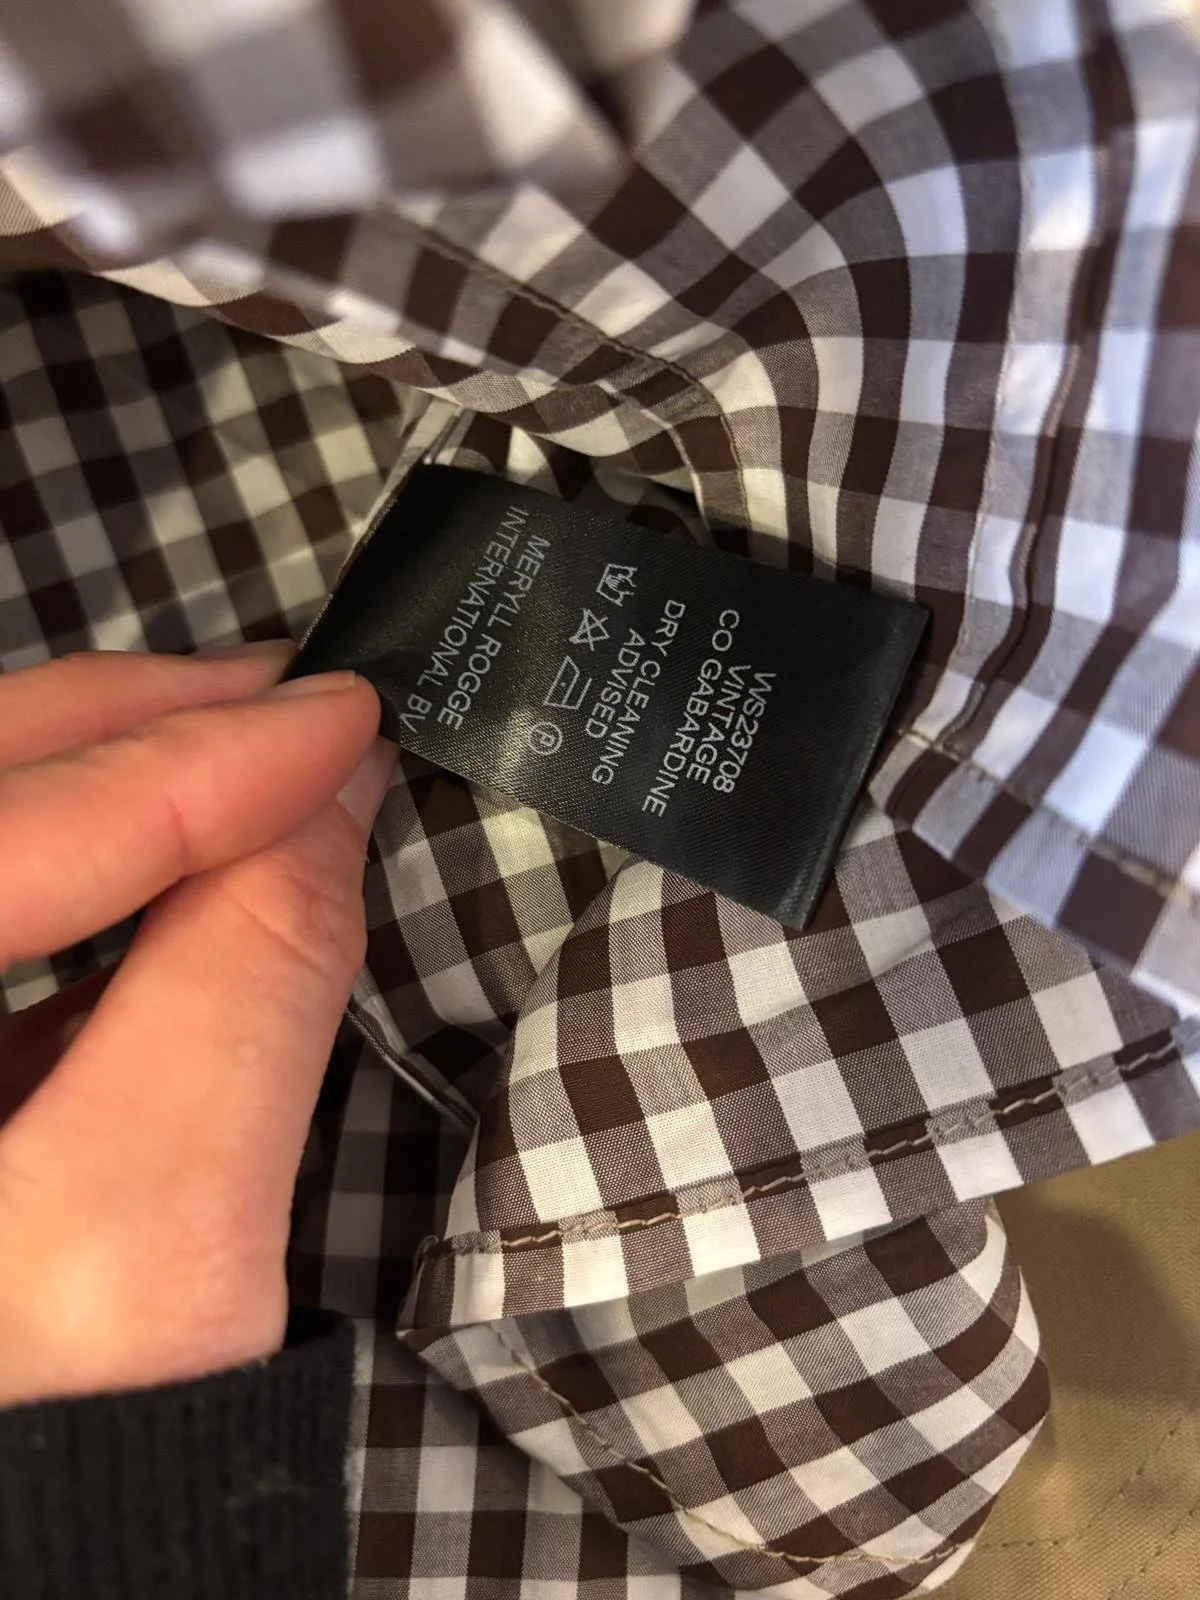 WS23708
VINTAGE
CO GABARDINE
DRY CLEANING
ADVISED
P
MERYLL ROGGE
INTERNATIONAL BV